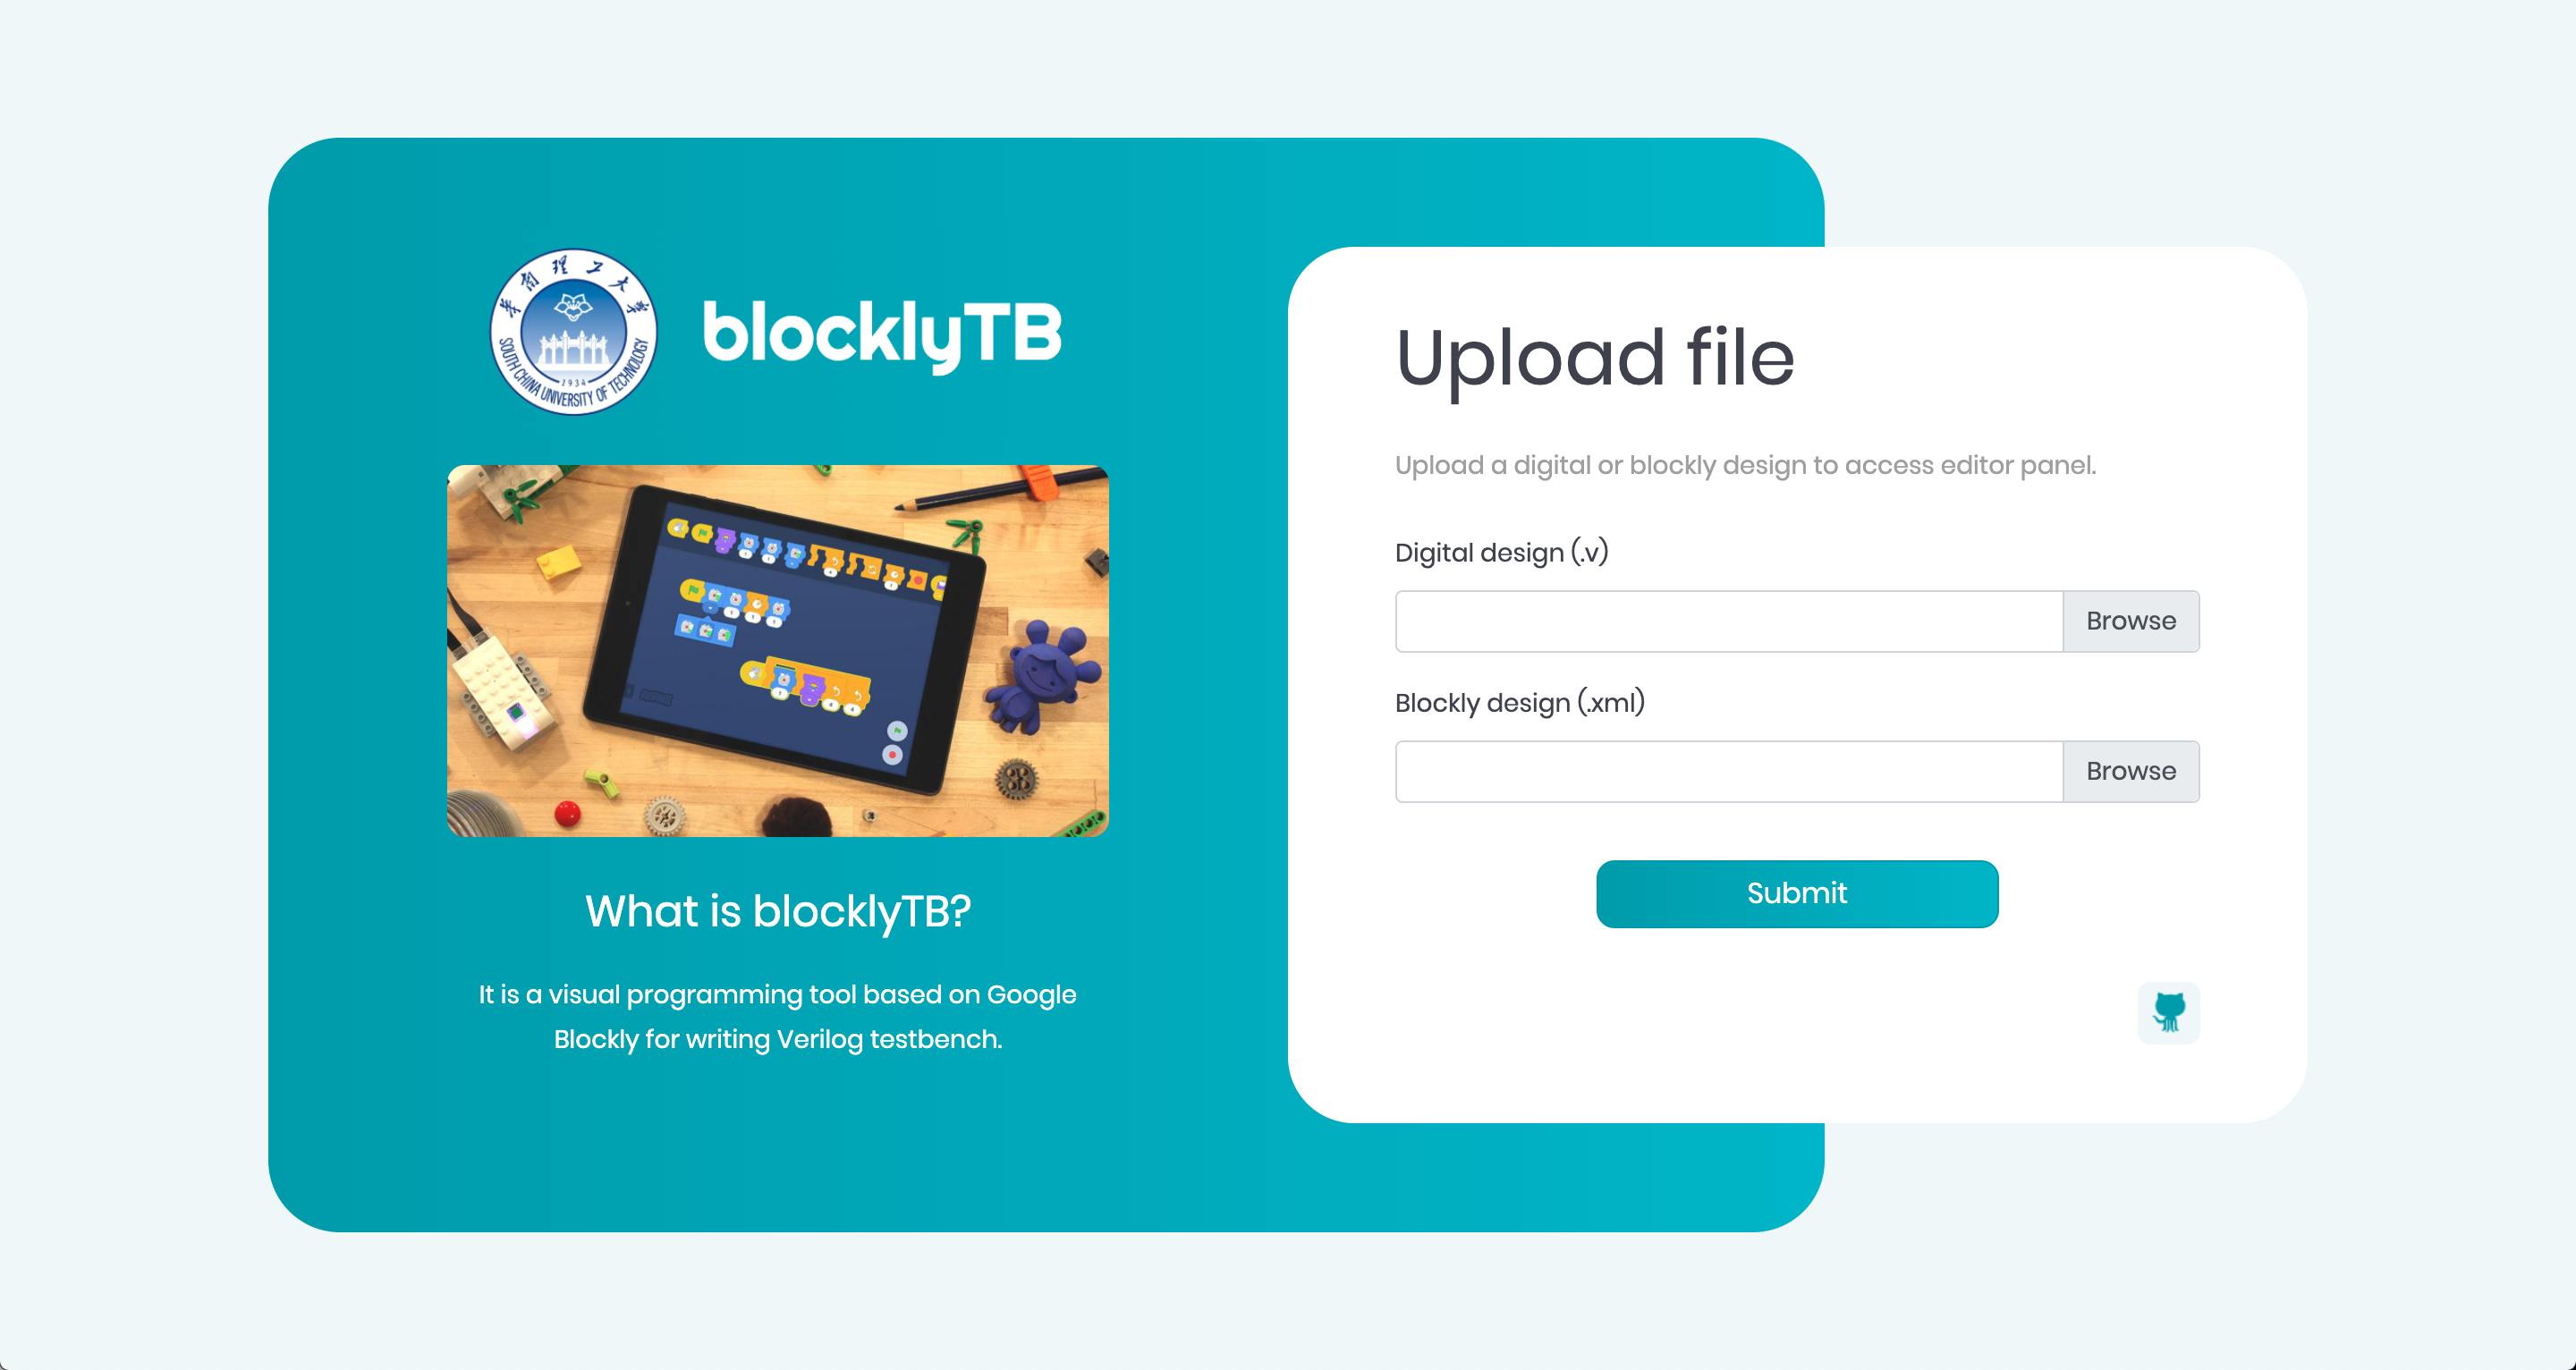 華南理工大學
SOUTH CHINA UNIVERSITY OF TECHNOLOGY
1934
blocklyTB
What is blocklyTB?
It is a visual programming tool based on Google
Blockly for writing Verilog testbench.
Upload file
Upload a digital or blockly design to access editor panel.
Digital design (.v)
Browse
Blockly design (.xml)
Browse
Submit